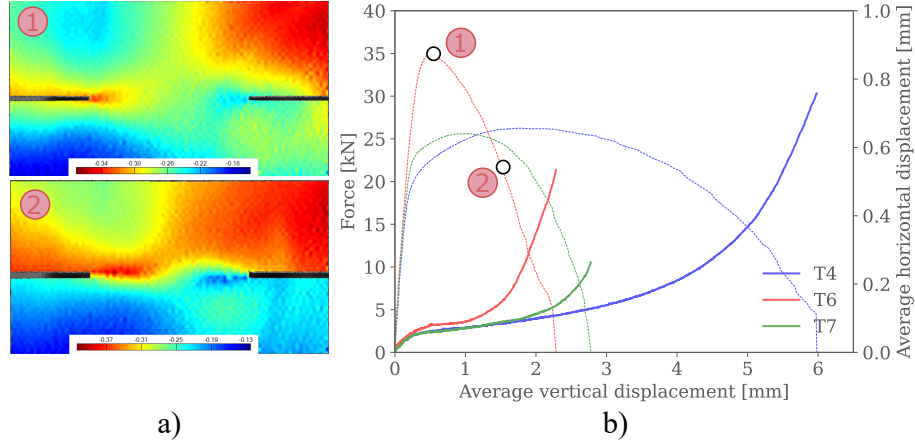 1
-0.34 -0.30 -0.26 -0.22 -0.18
2
-0.37 -0.31 -0.25 -0.19 -0.13
a)
40
35
30
25
20
15
10
5
0
Force [kN]
1
2
1.0
0.8
0.6
0.4
0.2
0.0
Average horizontal displacement [mm]
T4
T6
T7
0 1 2 3 4 5 6
Average vertical displacement [mm]
b)